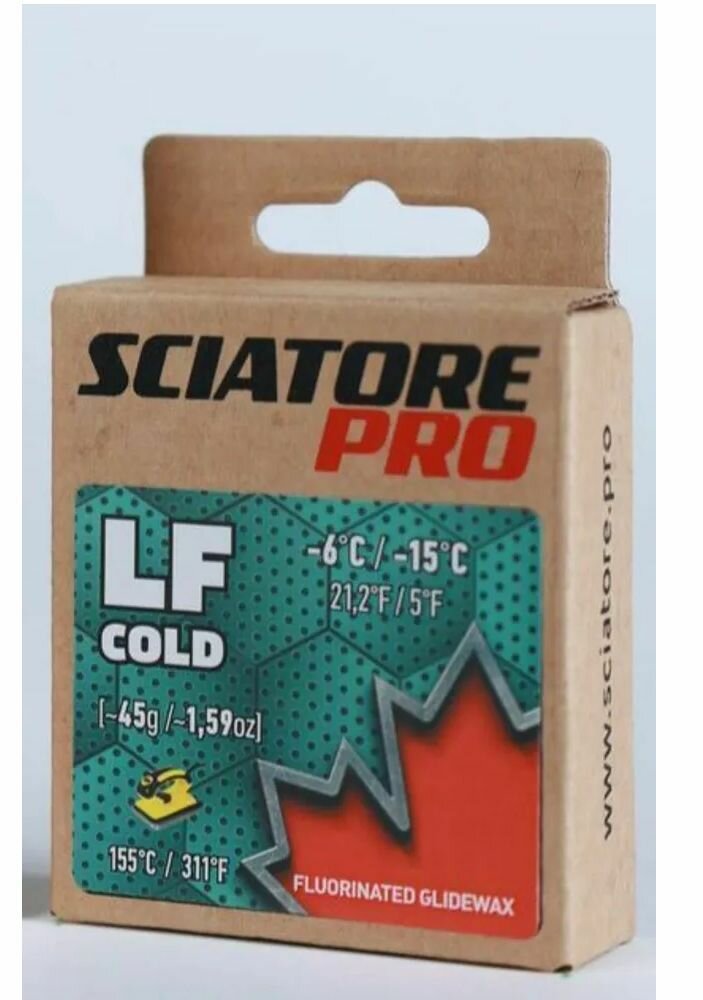 SCIATORE
PRO
LF
COLD
-6°C / -15°C
21,2°F / 5°F
[~45g /~1,59oz]
155°C / 311°F
FLUORINATED GLIDEWAX
www.sciatore.pro